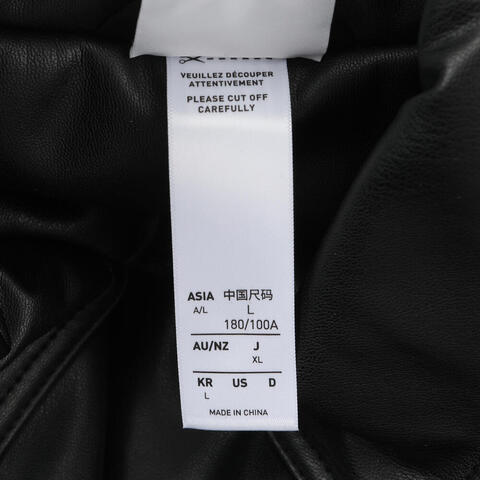 VEUILLEZ DÉCOUPER
ATTENTIVEMENT
PLEASE CUT OFF
CAREFULLY
ASIA 中国尺码
A/L L
180/100A
AU/NZ J
XL
KR US D
L
MADE IN CHINA